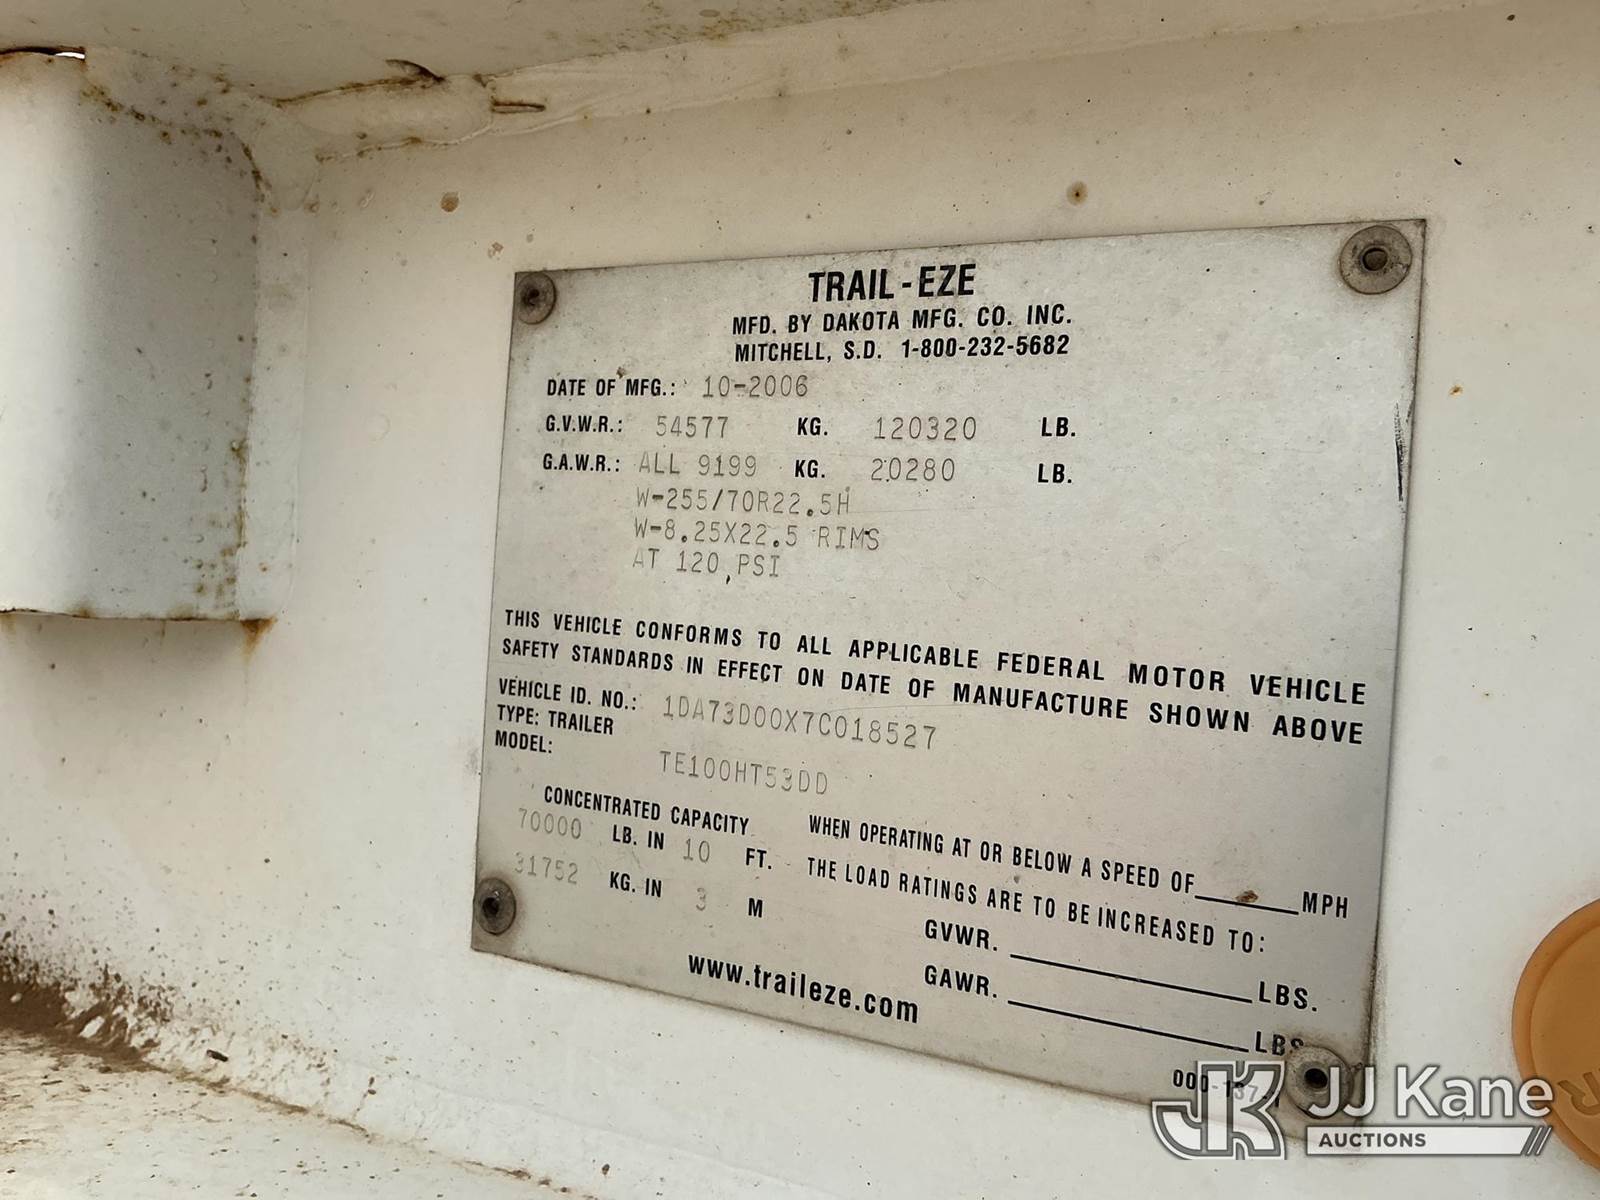 TRAIL-EZE
MFD. BY DAKOTA MFG. CO. INC.
MITCHELL, S.D. 1-800-232-5682
DATE OF MFG.: 10-2006
G.V.W.R.: 54577 KG. 120320 LB.
G.A.W.R.: ALL 9199 KG. 20280 LB.
W-255/70R22.5H
W-8.25X22.5 RIMS
AT 120 PSI
THIS VEHICLE CONFORMS TO ALL APPLICABLE FEDERAL MOTOR VEHICLE
SAFETY STANDARDS IN EFFECT ON DATE OF MANUFACTURE SHOWN ABOVE
VEHICLE ID. NO.: 1DA73D00X7C018527
TYPE: TRAILER
MODEL: TE100HT53DD
CONCENTRATED CAPACITY
70000 LB. IN 10 FT.
31752 KG. IN 3 M
WHEN OPERATING AT OR BELOW A SPEED OF ______ MPH
THE LOAD RATINGS ARE TO BE INCREASED TO:
GVWR. ______ LBS.
GAWR. ______ LBS
www.traileze.com
JJ Kane
AUCTIONS